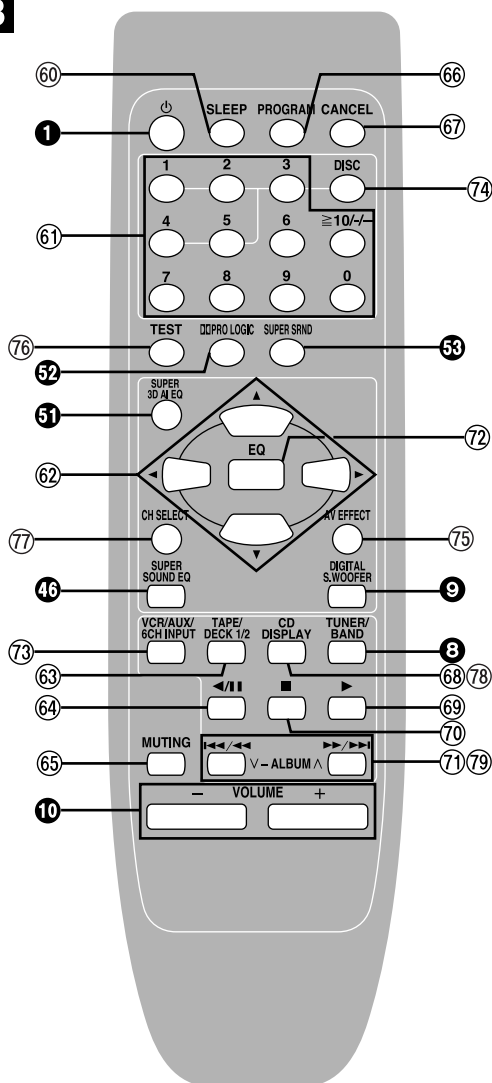 3
60 SLEEP PROGRAM CANCEL 66
1 ⏻ 67
1 2 3 DISC 74
61 4 5 6 ≧10/-/--
7 8 9 0
76 TEST ▯▯PRO LOGIC SUPER SRND 53
52
51 SUPER
3D AI EQ
▲
EQ 72
62 ◄ ►
77 CH SELECT AV EFFECT 75
▼
46 SUPER
SOUND EQ
DIGITAL
S.WOOFER 9
73 VCR/AUX/
6CH INPUT
TAPE/
DECK 1/2
CD
DISPLAY
TUNER/
BAND 8
63 68 78
64 ◄/❚❚ ■ ► 69
70
65 MUTING I◄◄/◄◄ ∨ – ALBUM ∧ ►►/►►I 71 79
10 – VOLUME +